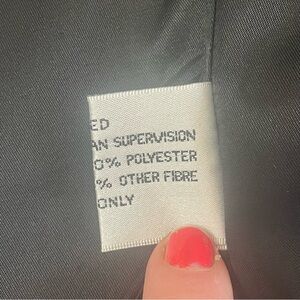 ED
AN SUPERVISION
0% POLYESTER
% OTHER FIBRE
ONLY